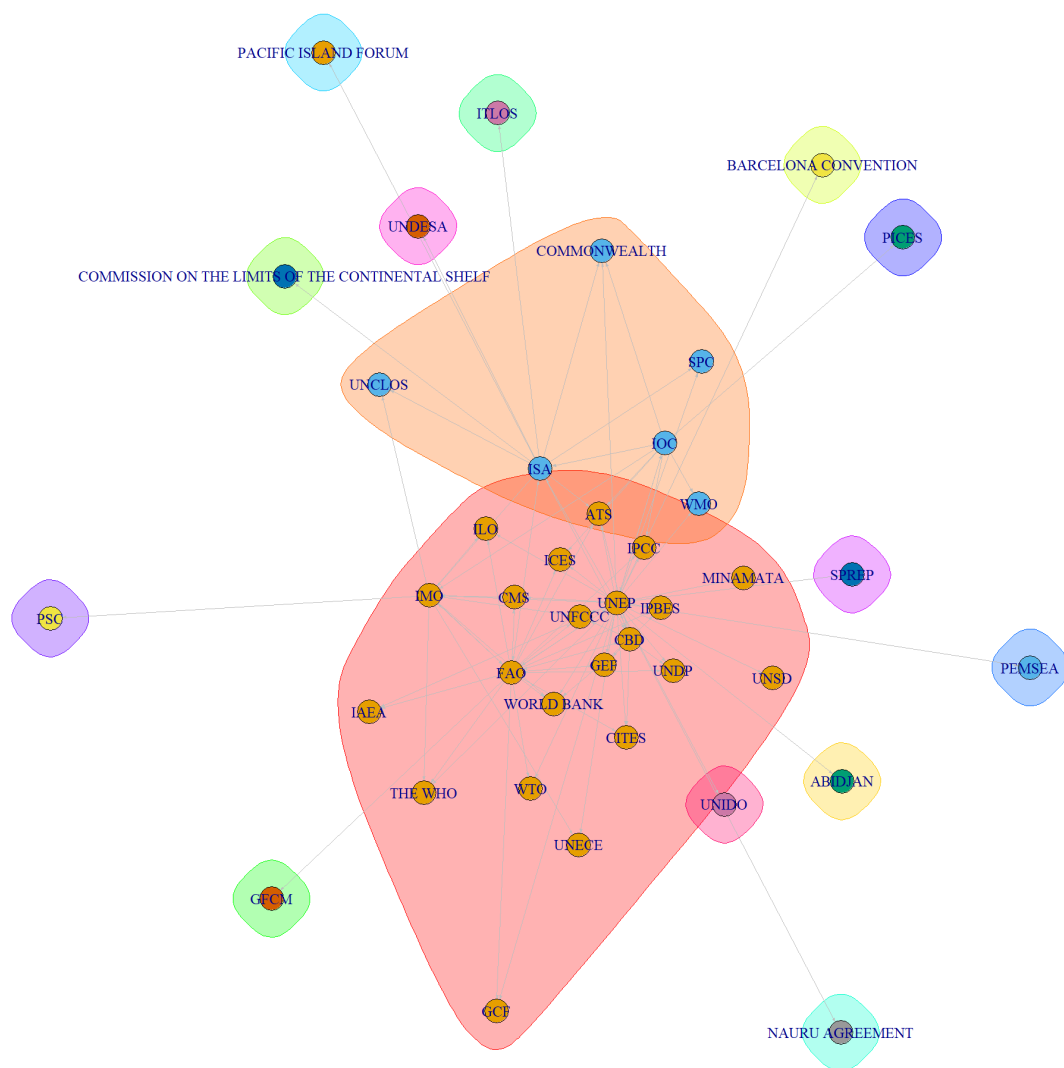 PACIFIC ISLAND FORUM
ITLOS
BARCELONA CONVENTION
UNDESA
PICES
COMMONWEALTH
COMMISSION ON THE LIMITS OF THE CONTINENTAL SHELF
SPC
UNCLOS
IOC
ISA
WMO
ATS
ILO
IPCC
ICES
SPREP
MINAMATA
IMO
CMS
UNEP
IPBES
UNFCCC
PSC
CBD
GEF
PEMSEA
FAO
UNDP
UNSD
WORLD BANK
IAEA
CITES
ABIDJAN
THE WHO
WTO
UNIDO
UNECE
GFCM
GCF
NAURU AGREEMENT